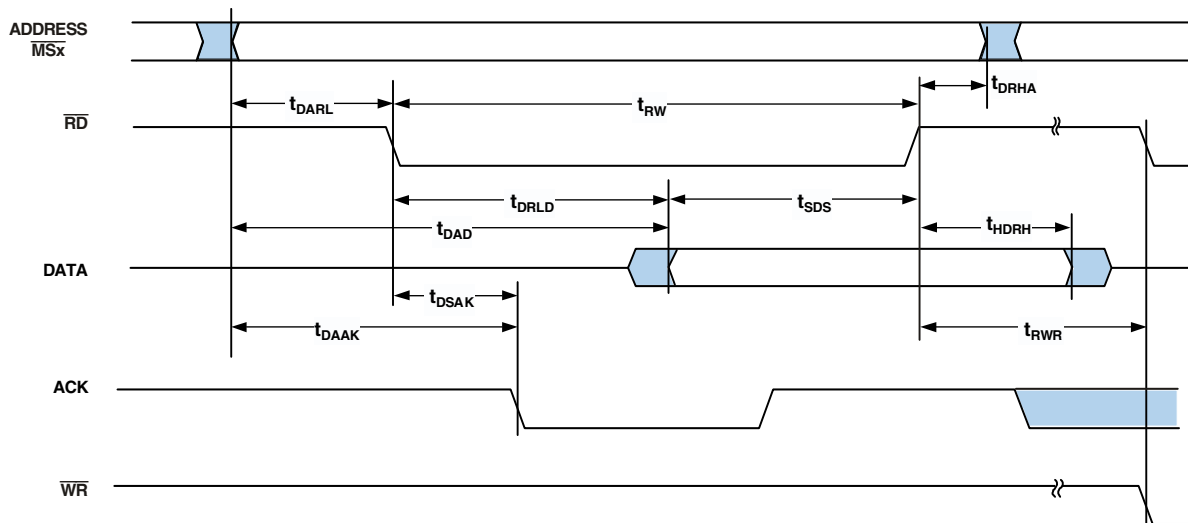 ADDRESS
MSx
tDRHA
tDARL
tRW
RD
tDRLD
tSDS
tHDRH
tDAD
DATA
tDSAK
tDAAK
tRWR
ACK
WR